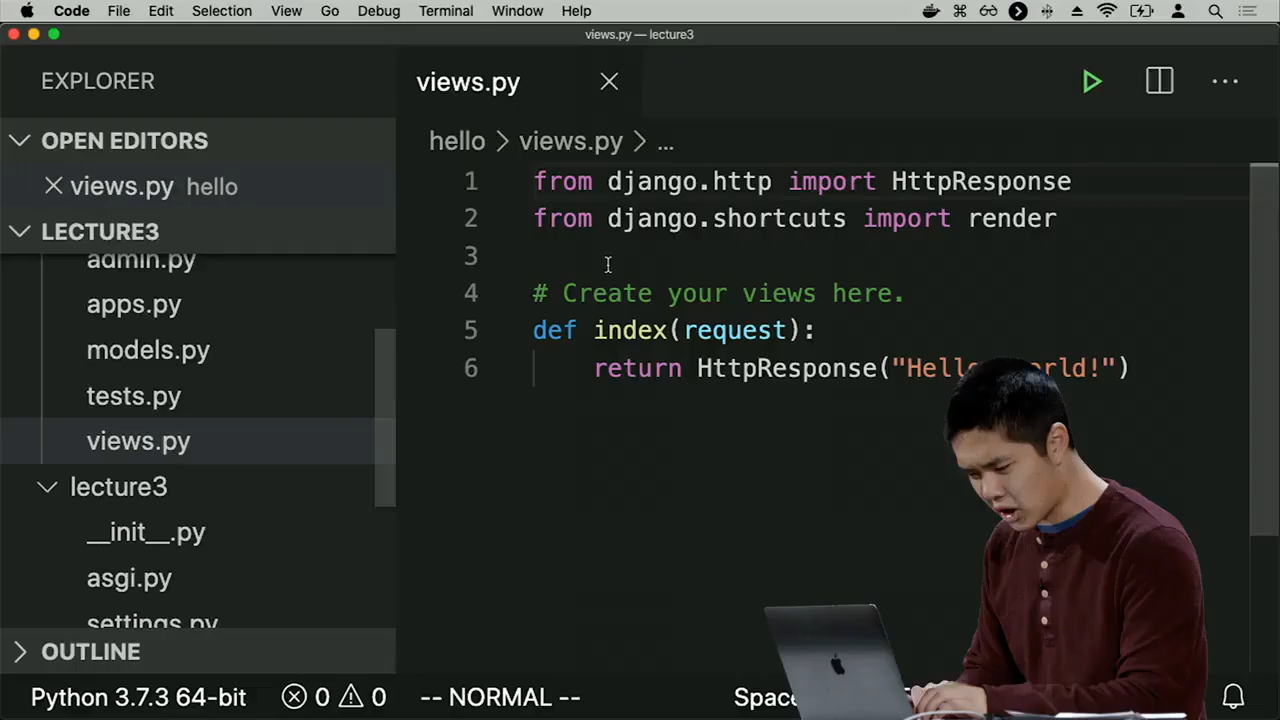 Code File Edit Selection View Go Debug Terminal Window Help
views.py — lecture3
EXPLORER
views.py
OPEN EDITORS
hello > views.py > ...
views.py hello
LECTURE3
admin.py
apps.py
models.py
tests.py
views.py
lecture3
__init__.py
asgi.py
settings.py
OUTLINE
1 from django.http import HttpResponse
2 from django.shortcuts import render
3
4 # Create your views here.
5 def index(request):
6 return HttpResponse("Hello world!")
Python 3.7.3 64-bit 0 0 -- NORMAL --